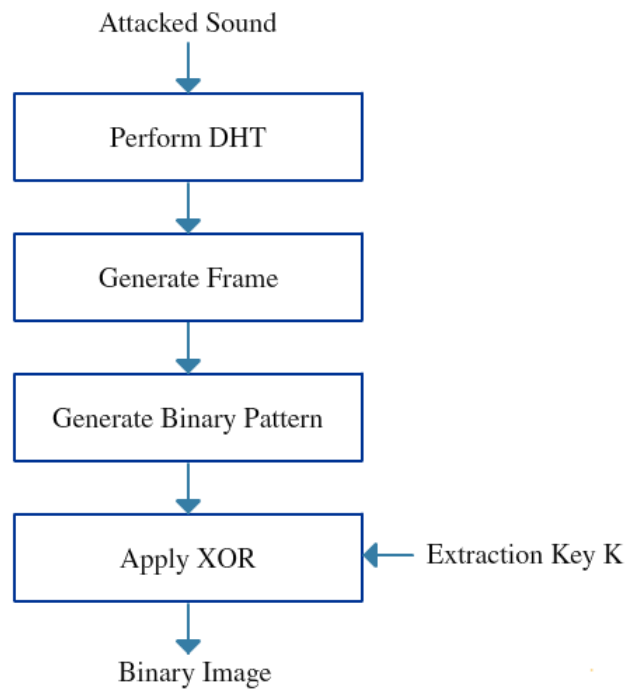 Attacked Sound
Perform DHT
Generate Frame
Generate Binary Pattern
Apply XOR
Extraction Key K
Binary Image